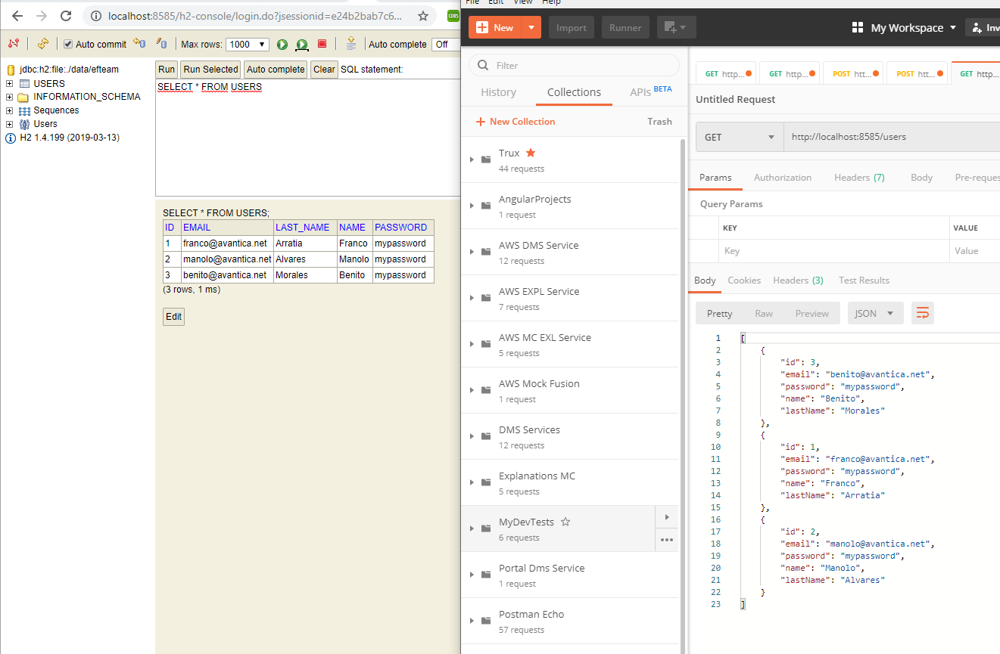 localhost:8585/h2-console/login.do?jsessionid=e24b2bab7c6...
CORS
Auto commit
Max rows: 1000
Auto complete Off
jdbc:h2:file:./data/efteam
USERS
INFORMATION_SCHEMA
Sequences
Users
H2 1.4.199 (2019-03-13)
Run Run Selected Auto complete Clear SQL statement:
SELECT * FROM USERS
SELECT * FROM USERS;
ID EMAIL LAST_NAME NAME PASSWORD
1 franco@avantica.net Arratia Franco mypassword
2 manolo@avantica.net Alvares Manolo mypassword
3 benito@avantica.net Morales Benito mypassword
(3 rows, 1 ms)
Edit
File Edit View Help
New Import Runner My Workspace Inv
Filter
History Collections APIs BETA
New Collection Trash
Trux
44 requests
AngularProjects
1 request
AWS DMS Service
12 requests
AWS EXPL Service
7 requests
AWS MC EXL Service
5 requests
AWS Mock Fusion
1 request
DMS Services
12 requests
Explanations MC
5 requests
MyDevTests
6 requests
Portal Dms Service
1 request
Postman Echo
57 requests
GET http... GET http... POST htt... POST htt... GET http...
Untitled Request
GET http://localhost:8585/users
Params Authorization Headers (7) Body Pre-reques
Query Params
KEY VALUE
Key Value
Body Cookies Headers (3) Test Results
Pretty Raw Preview JSON
1 [
2 {
3 "id": 3,
4 "email": "benito@avantica.net",
5 "password": "mypassword",
6 "name": "Benito",
7 "lastName": "Morales"
8 },
9 {
10 "id": 1,
11 "email": "franco@avantica.net",
12 "password": "mypassword",
13 "name": "Franco",
14 "lastName": "Arratia"
15 },
16 {
17 "id": 2,
18 "email": "manolo@avantica.net",
19 "password": "mypassword",
20 "name": "Manolo",
21 "lastName": "Alvares"
22 }
23 ]